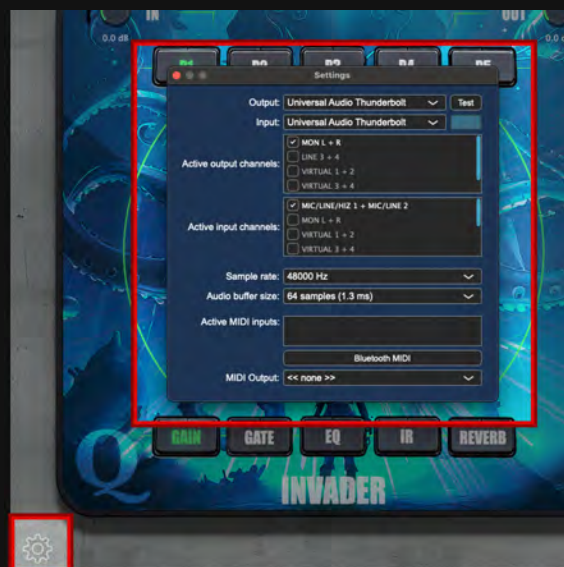 IN
OUT
0.0 dB
Settings
Output: Universal Audio Thunderbolt Test
Input: Universal Audio Thunderbolt
Active output channels:
MON L + R
LINE 3 + 4
VIRTUAL 1 + 2
VIRTUAL 3 + 4
Active input channels:
MIC/LINE/HIZ 1 + MIC/LINE 2
MON L + R
VIRTUAL 1 + 2
VIRTUAL 3 + 4
Sample rate: 48000 Hz
Audio buffer size: 64 samples (1.3 ms)
Active MIDI inputs:
Bluetooth MIDI
MIDI Output: << none >>
GAIN GATE EQ IR REVERB
Q
INVADER